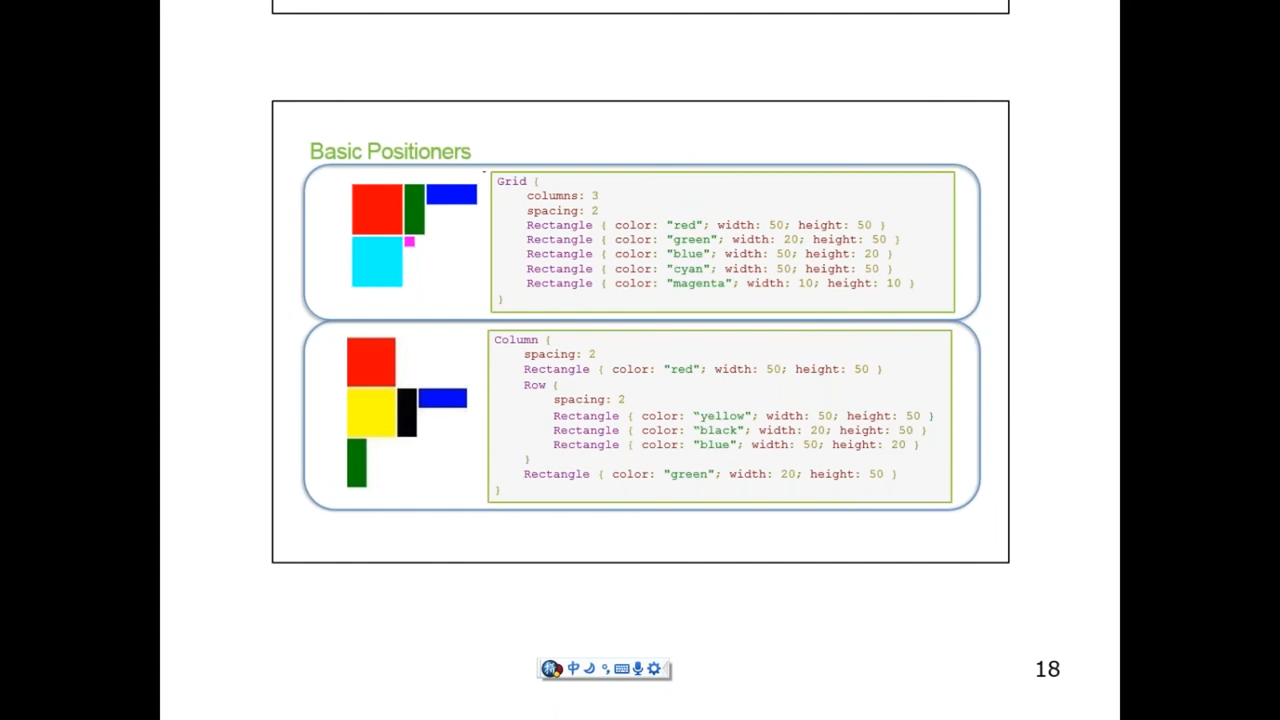 Basic Positioners
Grid {
columns: 3
spacing: 2
Rectangle { color: "red"; width: 50; height: 50 }
Rectangle { color: "green"; width: 20; height: 50 }
Rectangle { color: "blue"; width: 50; height: 20 }
Rectangle { color: "cyan"; width: 50; height: 50 }
Rectangle { color: "magenta"; width: 10; height: 10 }
}
Column {
spacing: 2
Rectangle { color: "red"; width: 50; height: 50 }
Row {
spacing: 2
Rectangle { color: “yellow"; width: 50; height: 50 }
Rectangle { color: “black"; width: 20; height: 50 }
Rectangle { color: "blue"; width: 50; height: 20 }
}
Rectangle { color: "green"; width: 20; height: 50 }
}
中
18